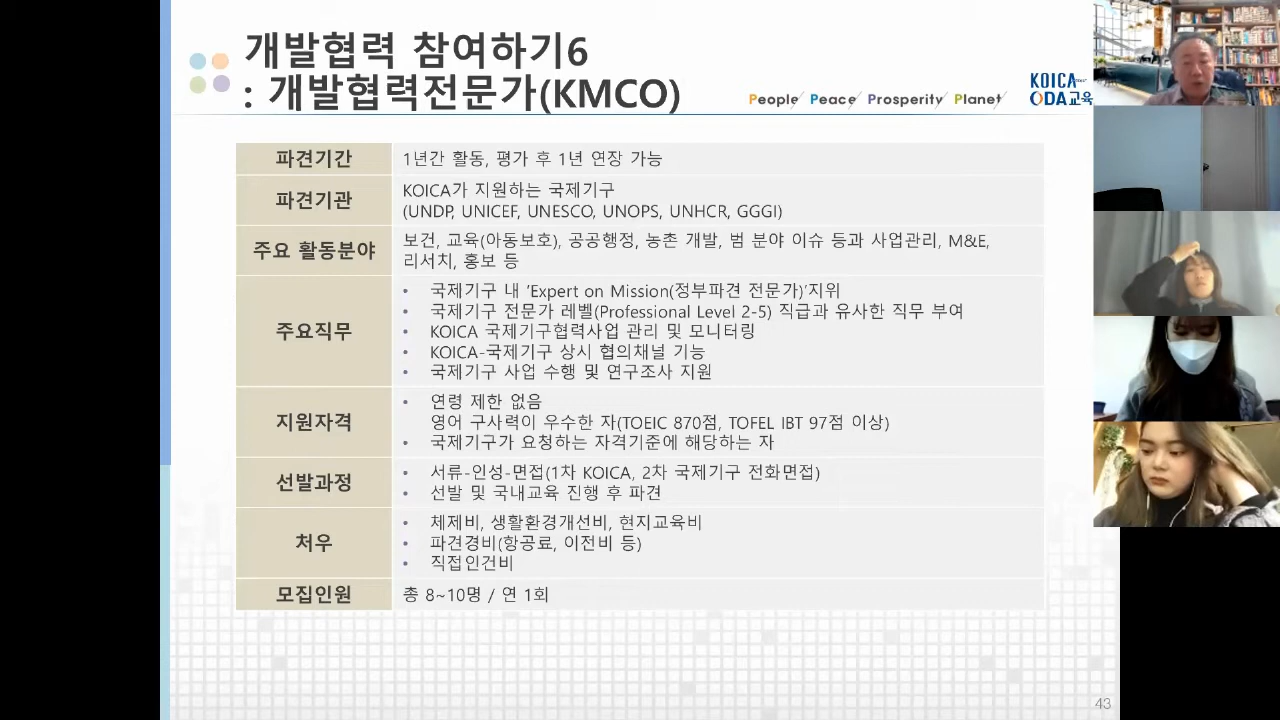 개발협력 참여하기6
: 개발협력전문가(KMCO)
People Peace Prosperity Planet
KOICA
ODA교육
파견기간
1년간 활동, 평가 후 1년 연장 가능
파견기관
KOICA가 지원하는 국제기구
(UNDP, UNICEF, UNESCO, UNOPS, UNHCR, GGGI)
주요 활동분야
보건, 교육(아동보호), 공공행정, 농촌 개발, 범 분야 이슈 등과 사업관리, M&E,
리서치, 홍보 등
주요직무
• 국제기구 내 'Expert on Mission(정부파견 전문가)'지위
• 국제기구 전문가 레벨(Professional Level 2-5) 직급과 유사한 직무 부여
• KOICA 국제기구협력사업 관리 및 모니터링
• KOICA-국제기구 상시 협의채널 기능
• 국제기구 사업 수행 및 연구조사 지원
지원자격
• 연령 제한 없음
영어 구사력이 우수한 자(TOEIC 870점, TOFEL IBT 97점 이상)
• 국제기구가 요청하는 자격기준에 해당하는 자
선발과정
• 서류-인성-면접(1차 KOICA, 2차 국제기구 전화면접)
• 선발 및 국내교육 진행 후 파견
처우
• 체제비, 생활환경개선비, 현지교육비
• 파견경비(항공료, 이전비 등)
• 직접인건비
모집인원
총 8~10명 / 연 1회
43